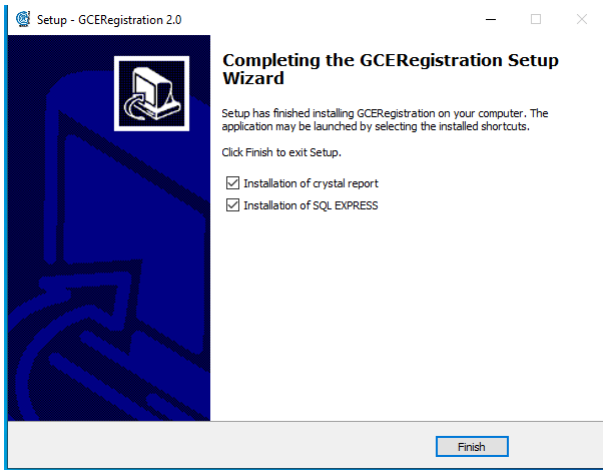 Setup - GCERegistration 2.0
Completing the GCERegistration Setup
Wizard
Setup has finished installing GCERegistration on your computer. The
application may be launched by selecting the installed shortcuts.
Click Finish to exit Setup.
Installation of crystal report
Installation of SQL EXPRESS
Finish